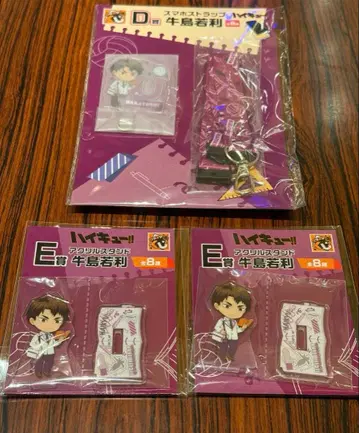 D賞
スマホストラップ
牛島若利
ハイキュー!!
ハイキュー!!
E賞
アクリルスタンド
牛島若利
全8種
ハイキュー!!
E賞
アクリルスタンド
牛島若利
全8種